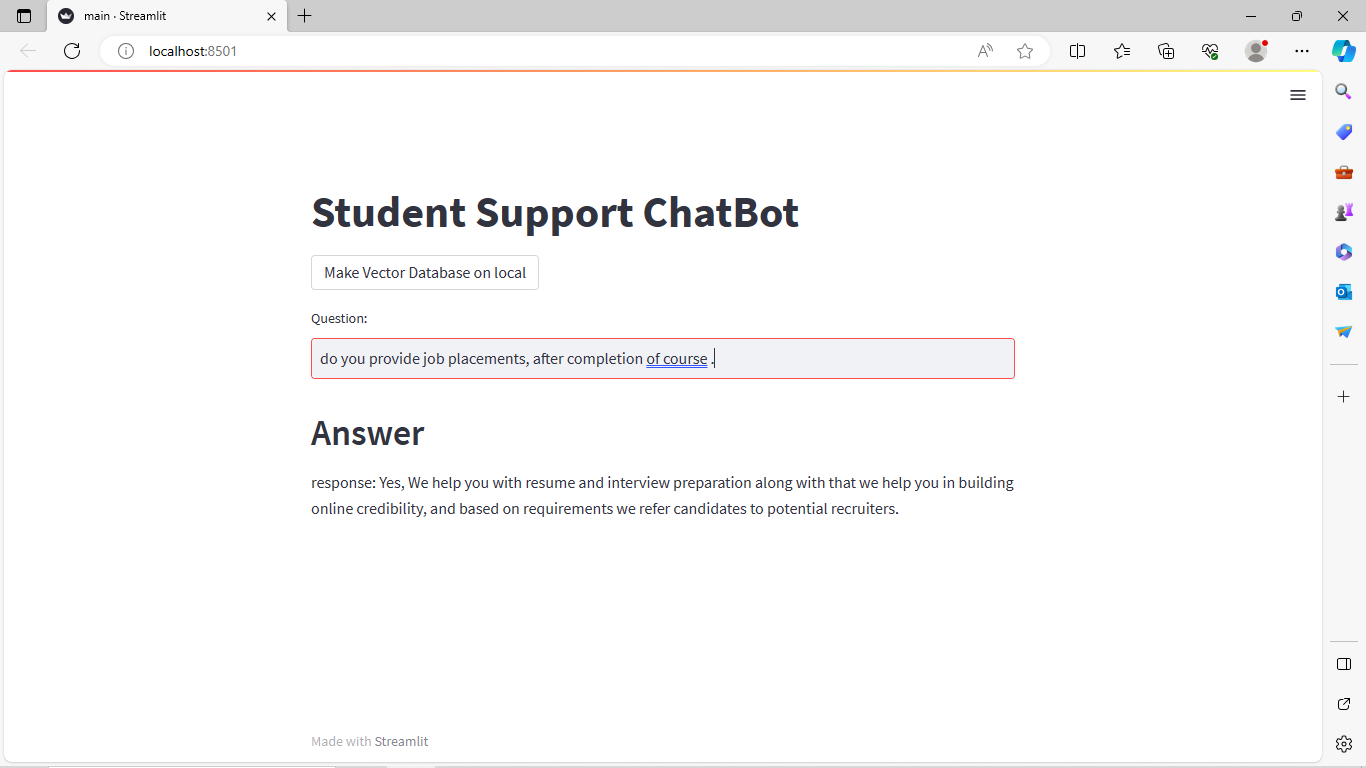 main · Streamlit
localhost:8501
Student Support ChatBot
Make Vector Database on local
Question:
do you provide job placements, after completion of course .
Answer
response: Yes, We help you with resume and interview preparation along with that we help you in building
online credibility, and based on requirements we refer candidates to potential recruiters.
Made with Streamlit